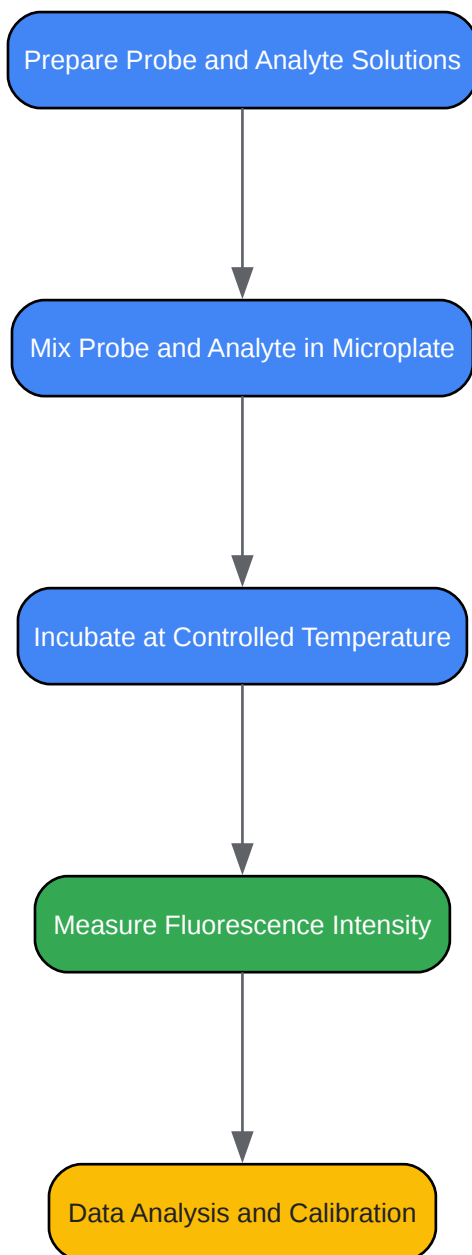 Prepare Probe and Analyte Solutions
Mix Probe and Analyte in Microplate
Incubate at Controlled Temperature
Measure Fluorescence Intensity
Data Analysis and Calibration